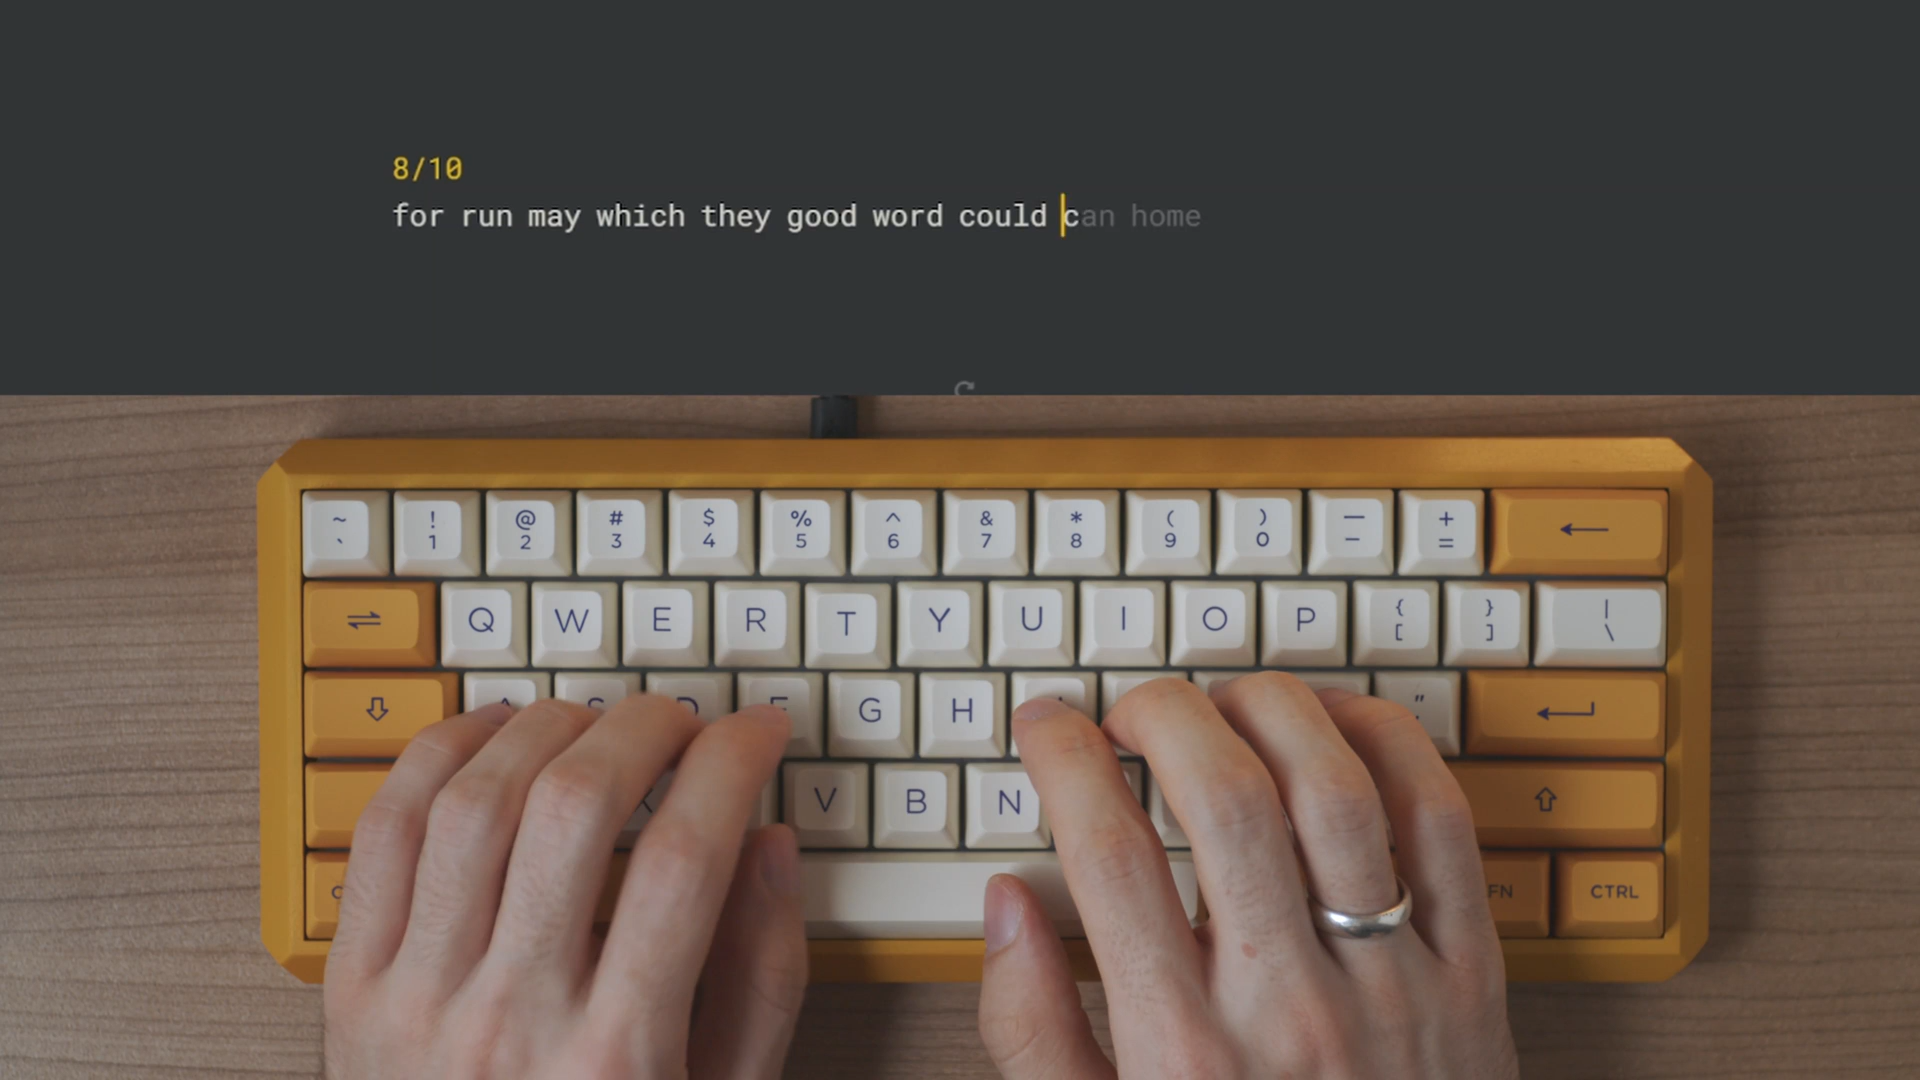 8/10
for run may which they good word could can home
~ ! @ # $ % ^ & * ( ) — +
` 1 2 3 4 5 6 7 8 9 0 – =
Q W E R T Y U I O P { } |
[ ] \
A S D F G H "
X V B N
FN CTRL